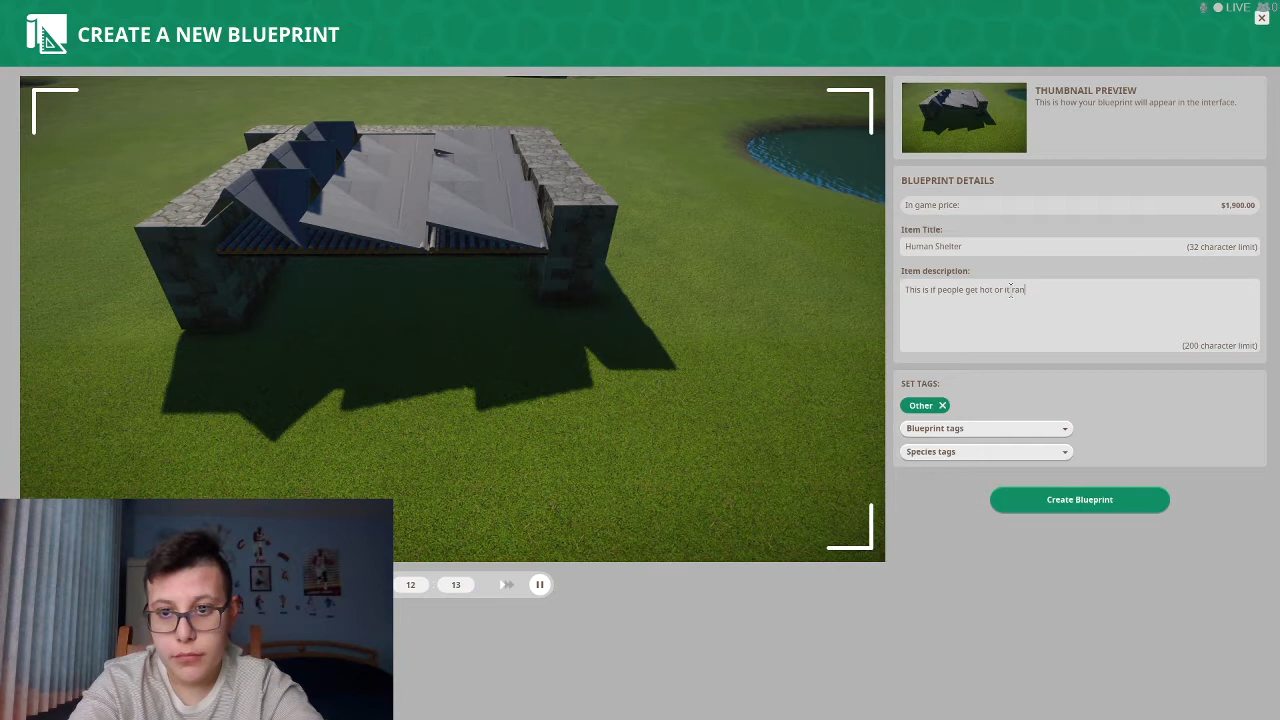 LIVE
CREATE A NEW BLUEPRINT
THUMBNAIL PREVIEW
This is how your blueprint will appear in the interface.
BLUEPRINT DETAILS
In game price: $1,900.00
Item Title:
Human Shelter (32 character limit)
Item description:
This is if people get hot or it ran
(200 character limit)
SET TAGS:
Other
Blueprint tags
Species tags
Create Blueprint
12 13